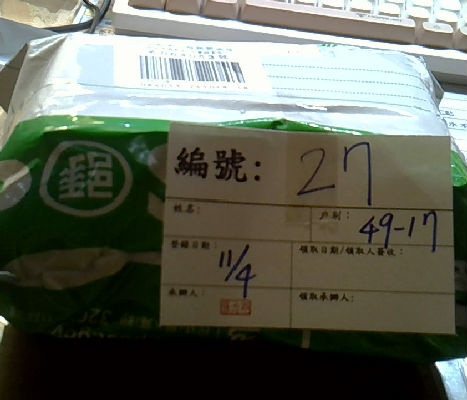 郵
編號: 27
姓名:
戶別: 49-17
登錄日期: 11/4
領取日期/領取人簽收:
承辦人:
領取承辦人: